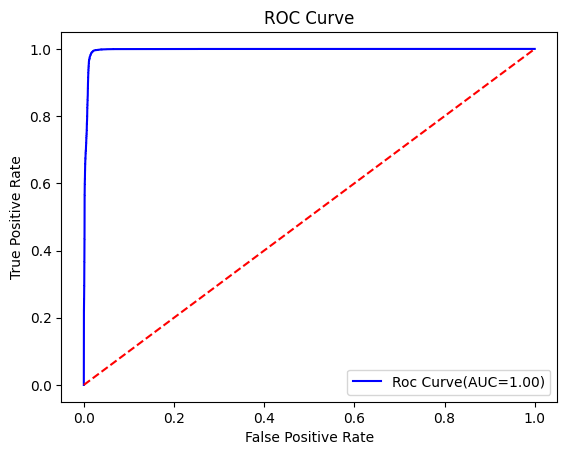 ROC Curve
True Positive Rate
1.0
0.8
0.6
0.4
0.2
0.0
Roc Curve(AUC=1.00)
0.0 0.2 0.4 0.6 0.8 1.0
False Positive Rate